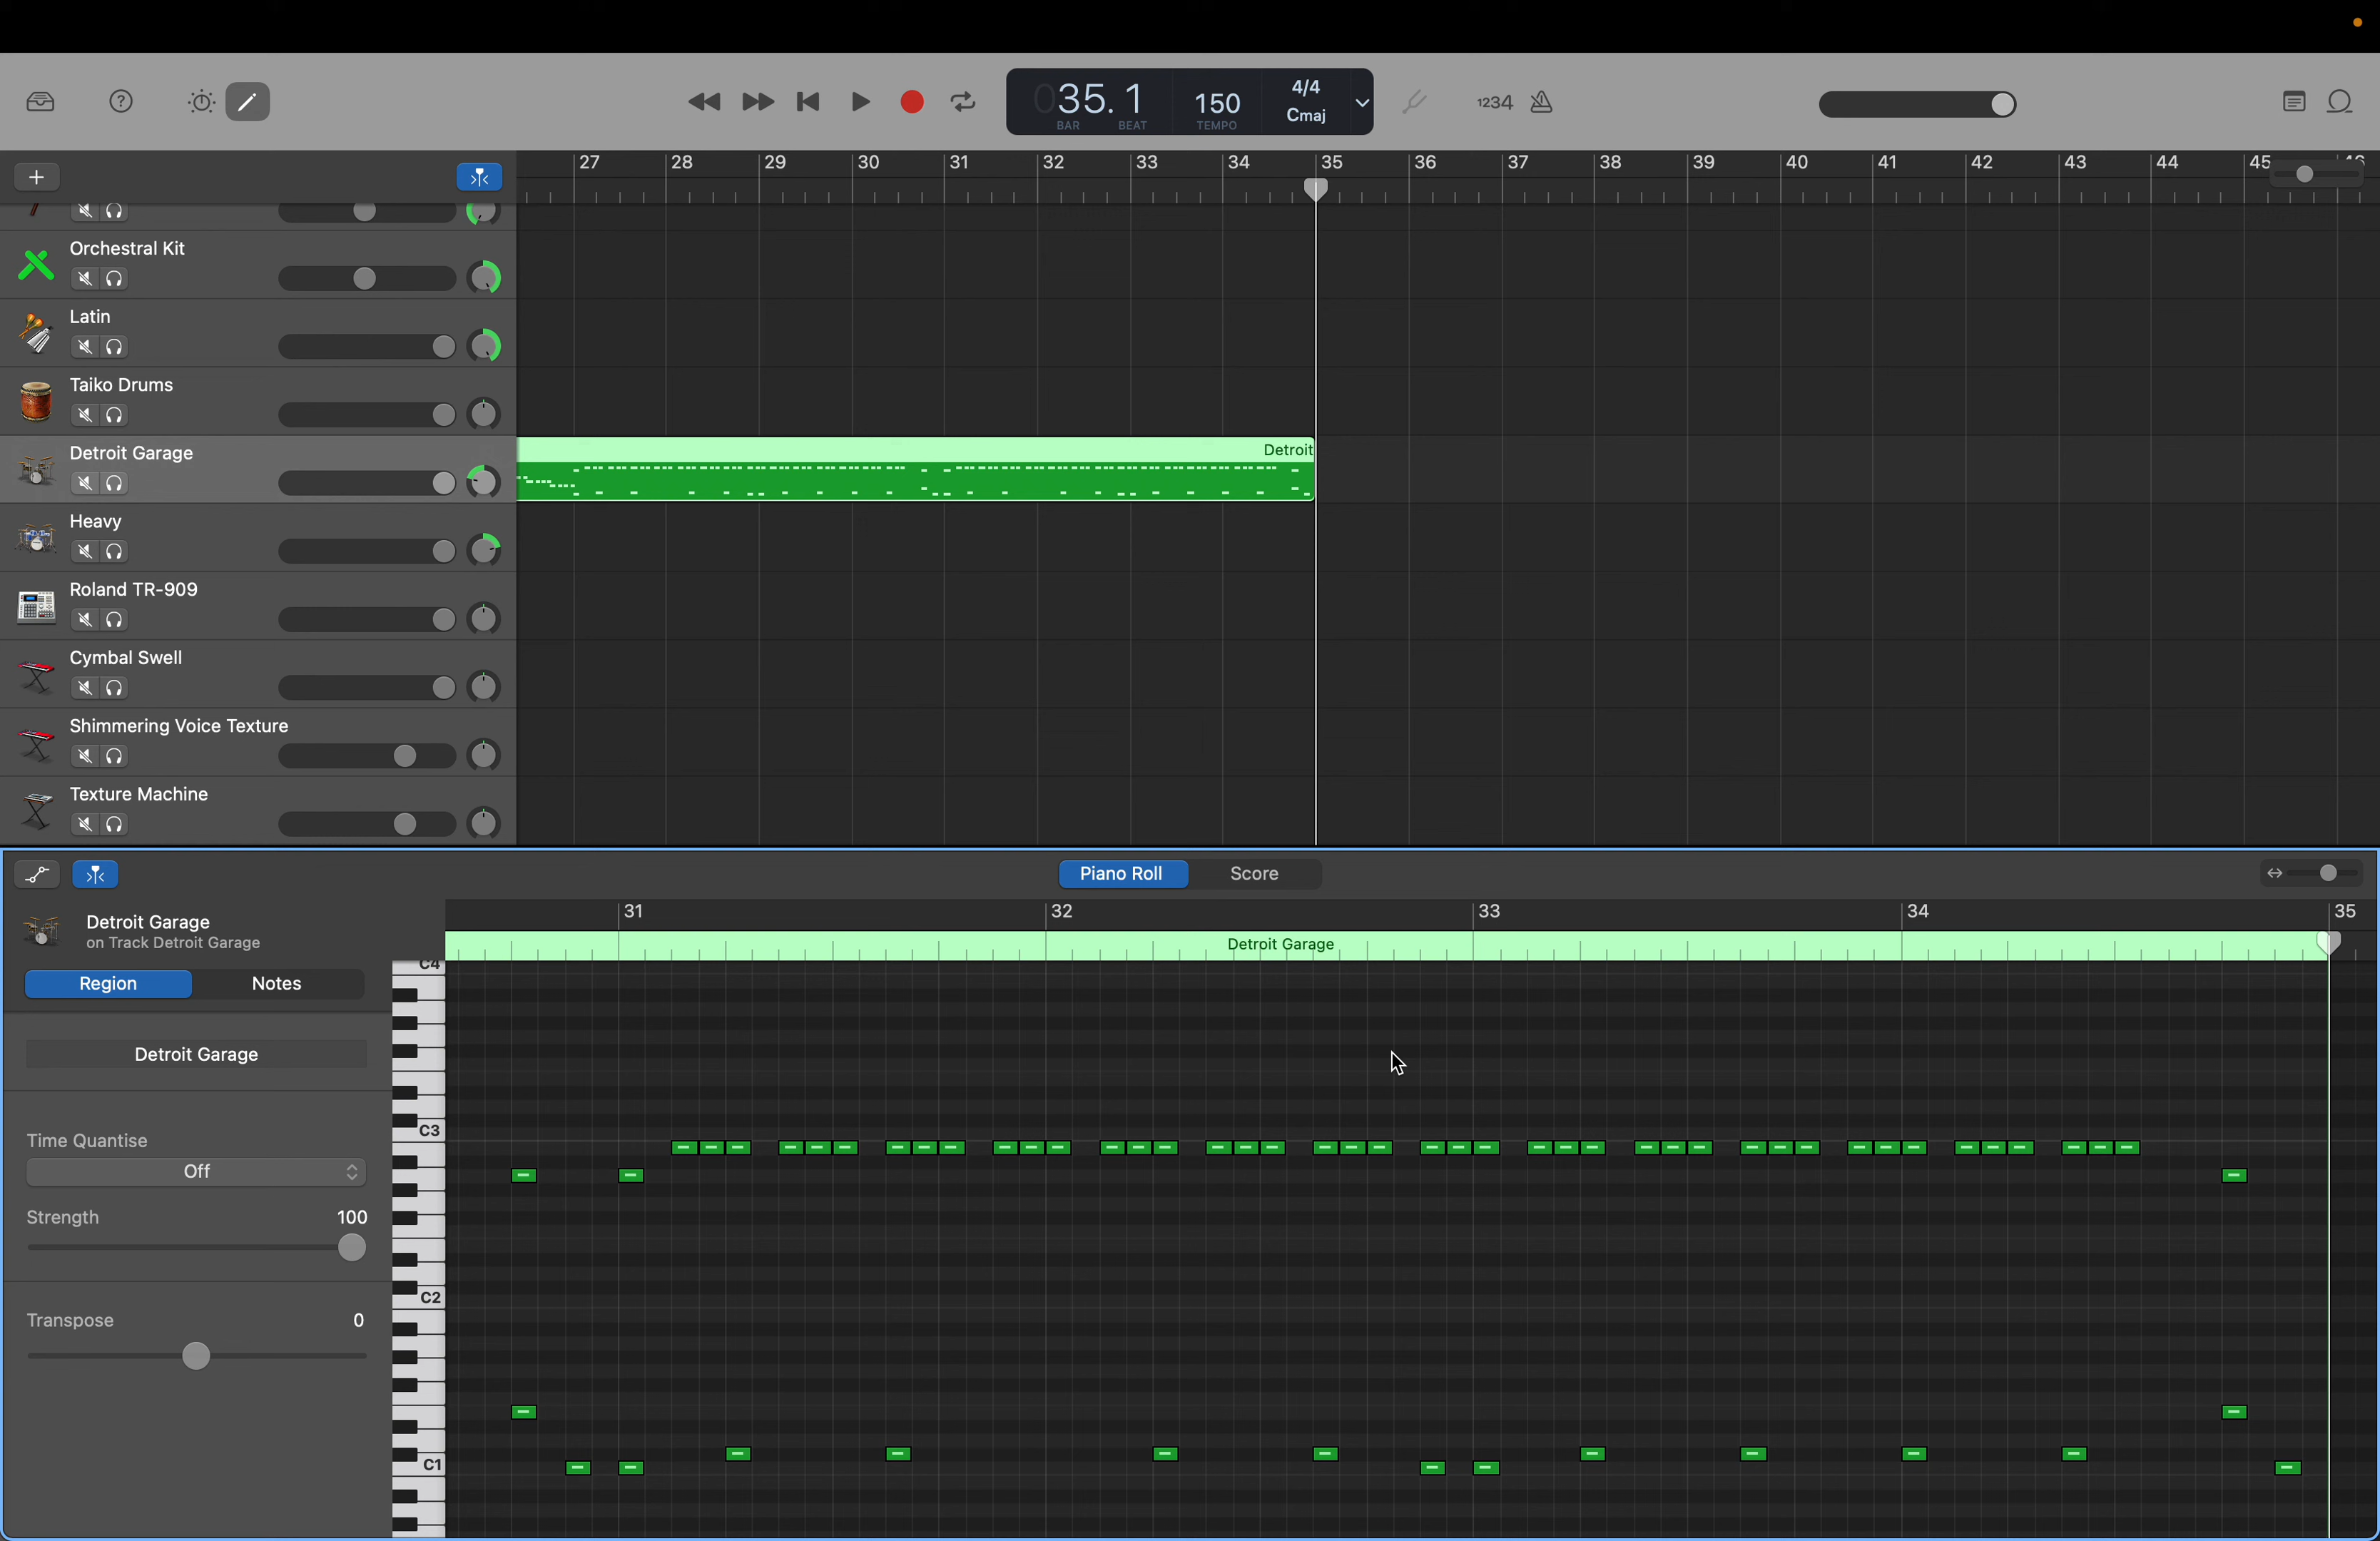 035. 1
BAR
BEAT
150
TEMPO
4/4
Cmaj
1234
27 28 29 30 31 32 33 34 35 36 37 38 39 40 41 42 43 44 45 46
Orchestral Kit
Latin
Taiko Drums
Detroit Garage
Detroit
Heavy
Roland TR-909
Cymbal Swell
Shimmering Voice Texture
Texture Machine
Piano Roll
Score
Detroit Garage
on Track Detroit Garage
31 32 33 34 35
Detroit Garage
Region
Notes
Detroit Garage
Time Quantise
Off
Strength 100
Transpose 0
C4
C3
C2
C1